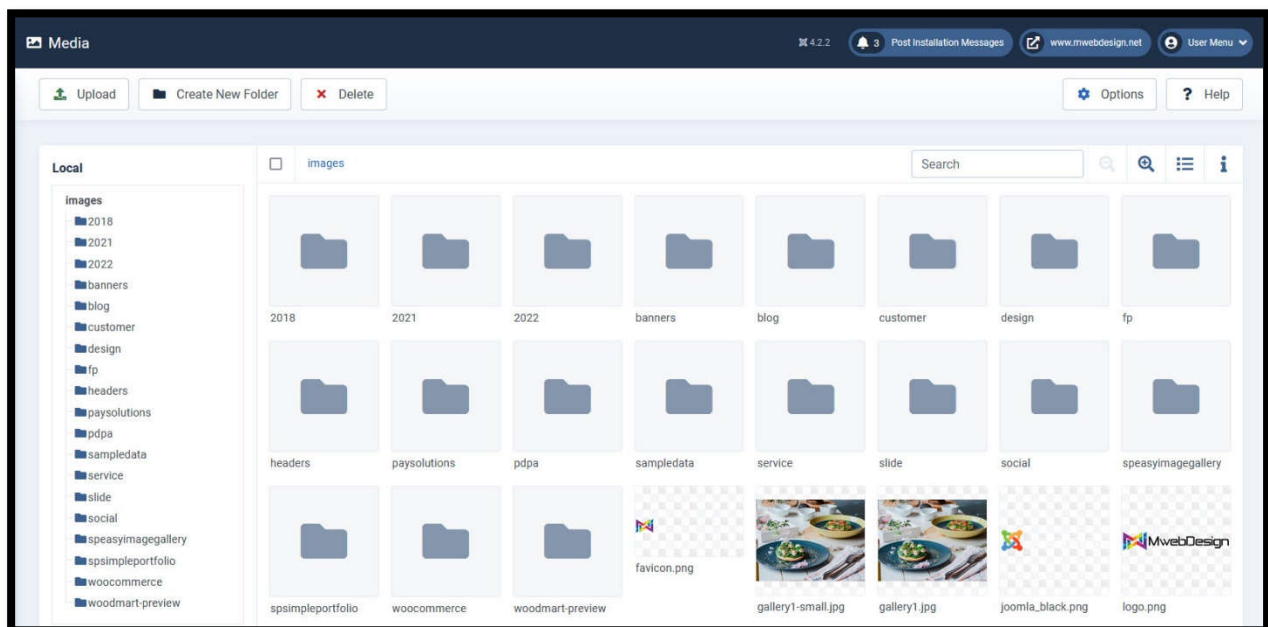 Media
4.2.2
3 Post Installation Messages
www.mwebdesign.net
User Menu
Upload
Create New Folder
Delete
Options
? Help
Local
images
Search
images
2018
2021
2022
banners
blog
customer
design
fp
headers
paysolutions
pdpa
sampledata
service
slide
social
speasyimagegallery
spsimpleportfolio
woocommerce
woodmart-preview
2018
2021
2022
banners
blog
customer
design
fp
headers
paysolutions
pdpa
sampledata
service
slide
social
speasyimagegallery
MwebDesign
spsimpleportfolio
woocommerce
woodmart-preview
favicon.png
gallery1-small.jpg
gallery1.jpg
joomla_black.png
logo.png